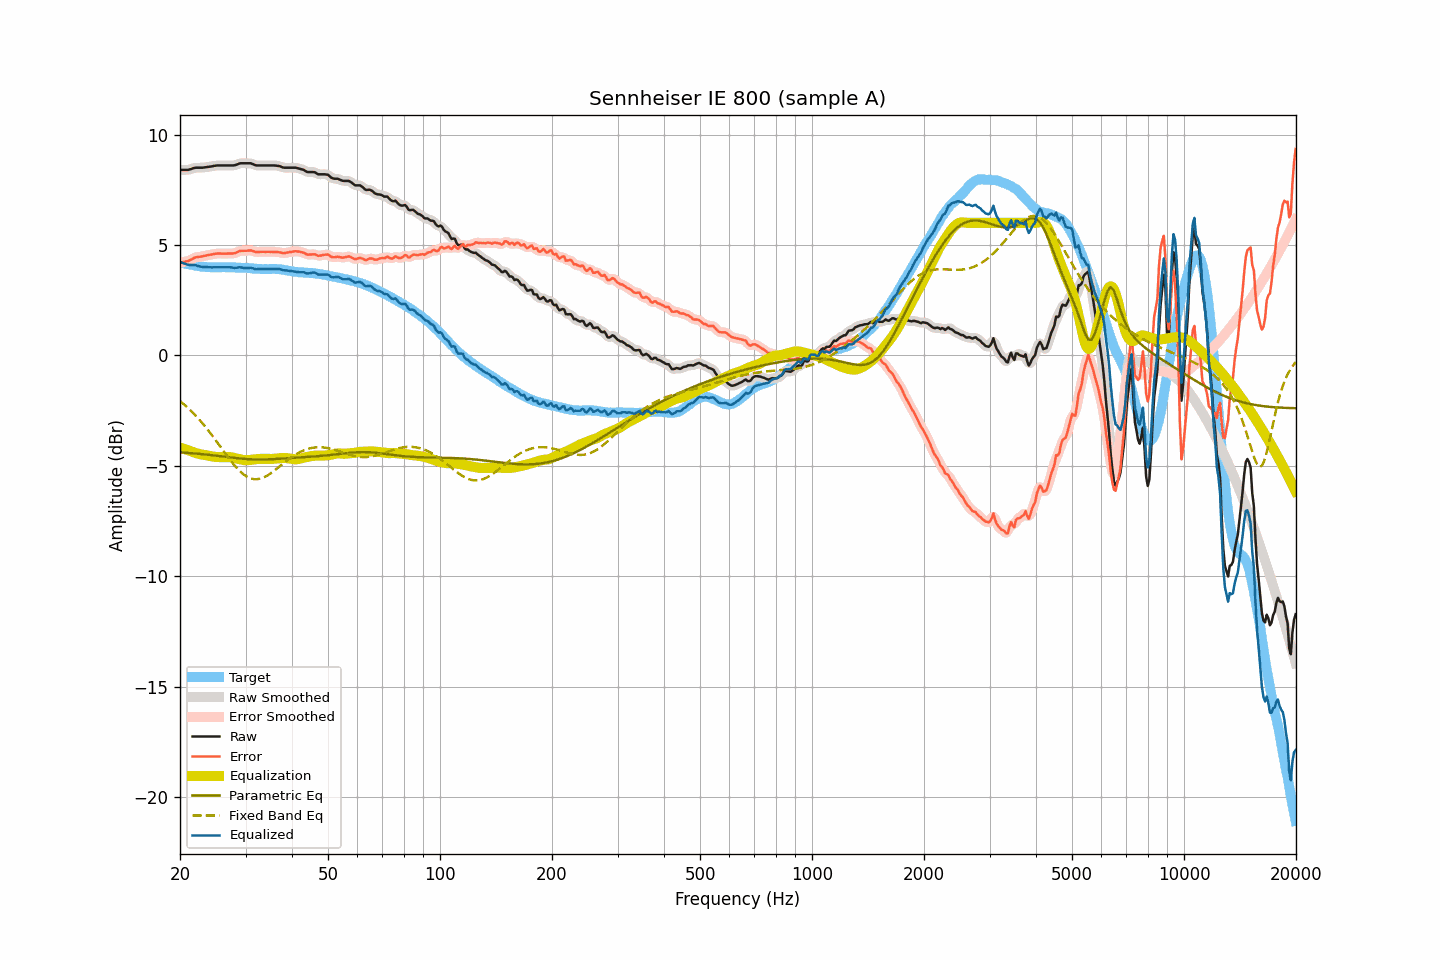 Sennheiser IE 800 (sample A)
10
5
0
−5
−10
−15
−20
Amplitude (dBr)
Target
Raw Smoothed
Error Smoothed
Raw
Error
Equalization
Parametric Eq
Fixed Band Eq
Equalized
20 50 100 200 500 1000 2000 5000 10000 20000
Frequency (Hz)